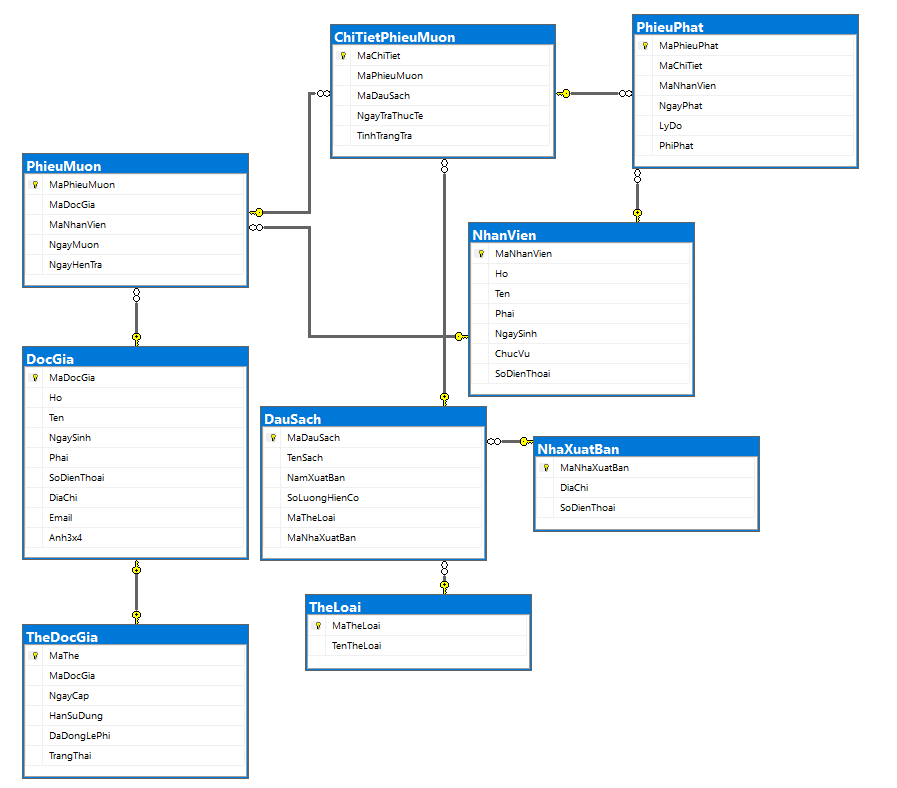 ChiTietPhieuMuon
MaChiTiet
MaPhieuMuon
MaDauSach
NgayTraThucTe
TinhTrangTra
PhieuPhat
MaPhieuPhat
MaChiTiet
MaNhanVien
NgayPhat
LyDo
PhiPhat
PhieuMuon
MaPhieuMuon
MaDocGia
MaNhanVien
NgayMuon
NgayHenTra
NhanVien
MaNhanVien
Ho
Ten
Phai
NgaySinh
ChucVu
SoDienThoai
DocGia
MaDocGia
Ho
Ten
NgaySinh
Phai
SoDienThoai
DiaChi
Email
Anh3x4
DauSach
MaDauSach
TenSach
NamXuatBan
SoLuongHienCo
MaTheLoai
MaNhaXuatBan
NhaXuatBan
MaNhaXuatBan
DiaChi
SoDienThoai
TheLoai
MaTheLoai
TenTheLoai
TheDocGia
MaThe
MaDocGia
NgayCap
HanSuDung
DaDongLePhi
TrangThai